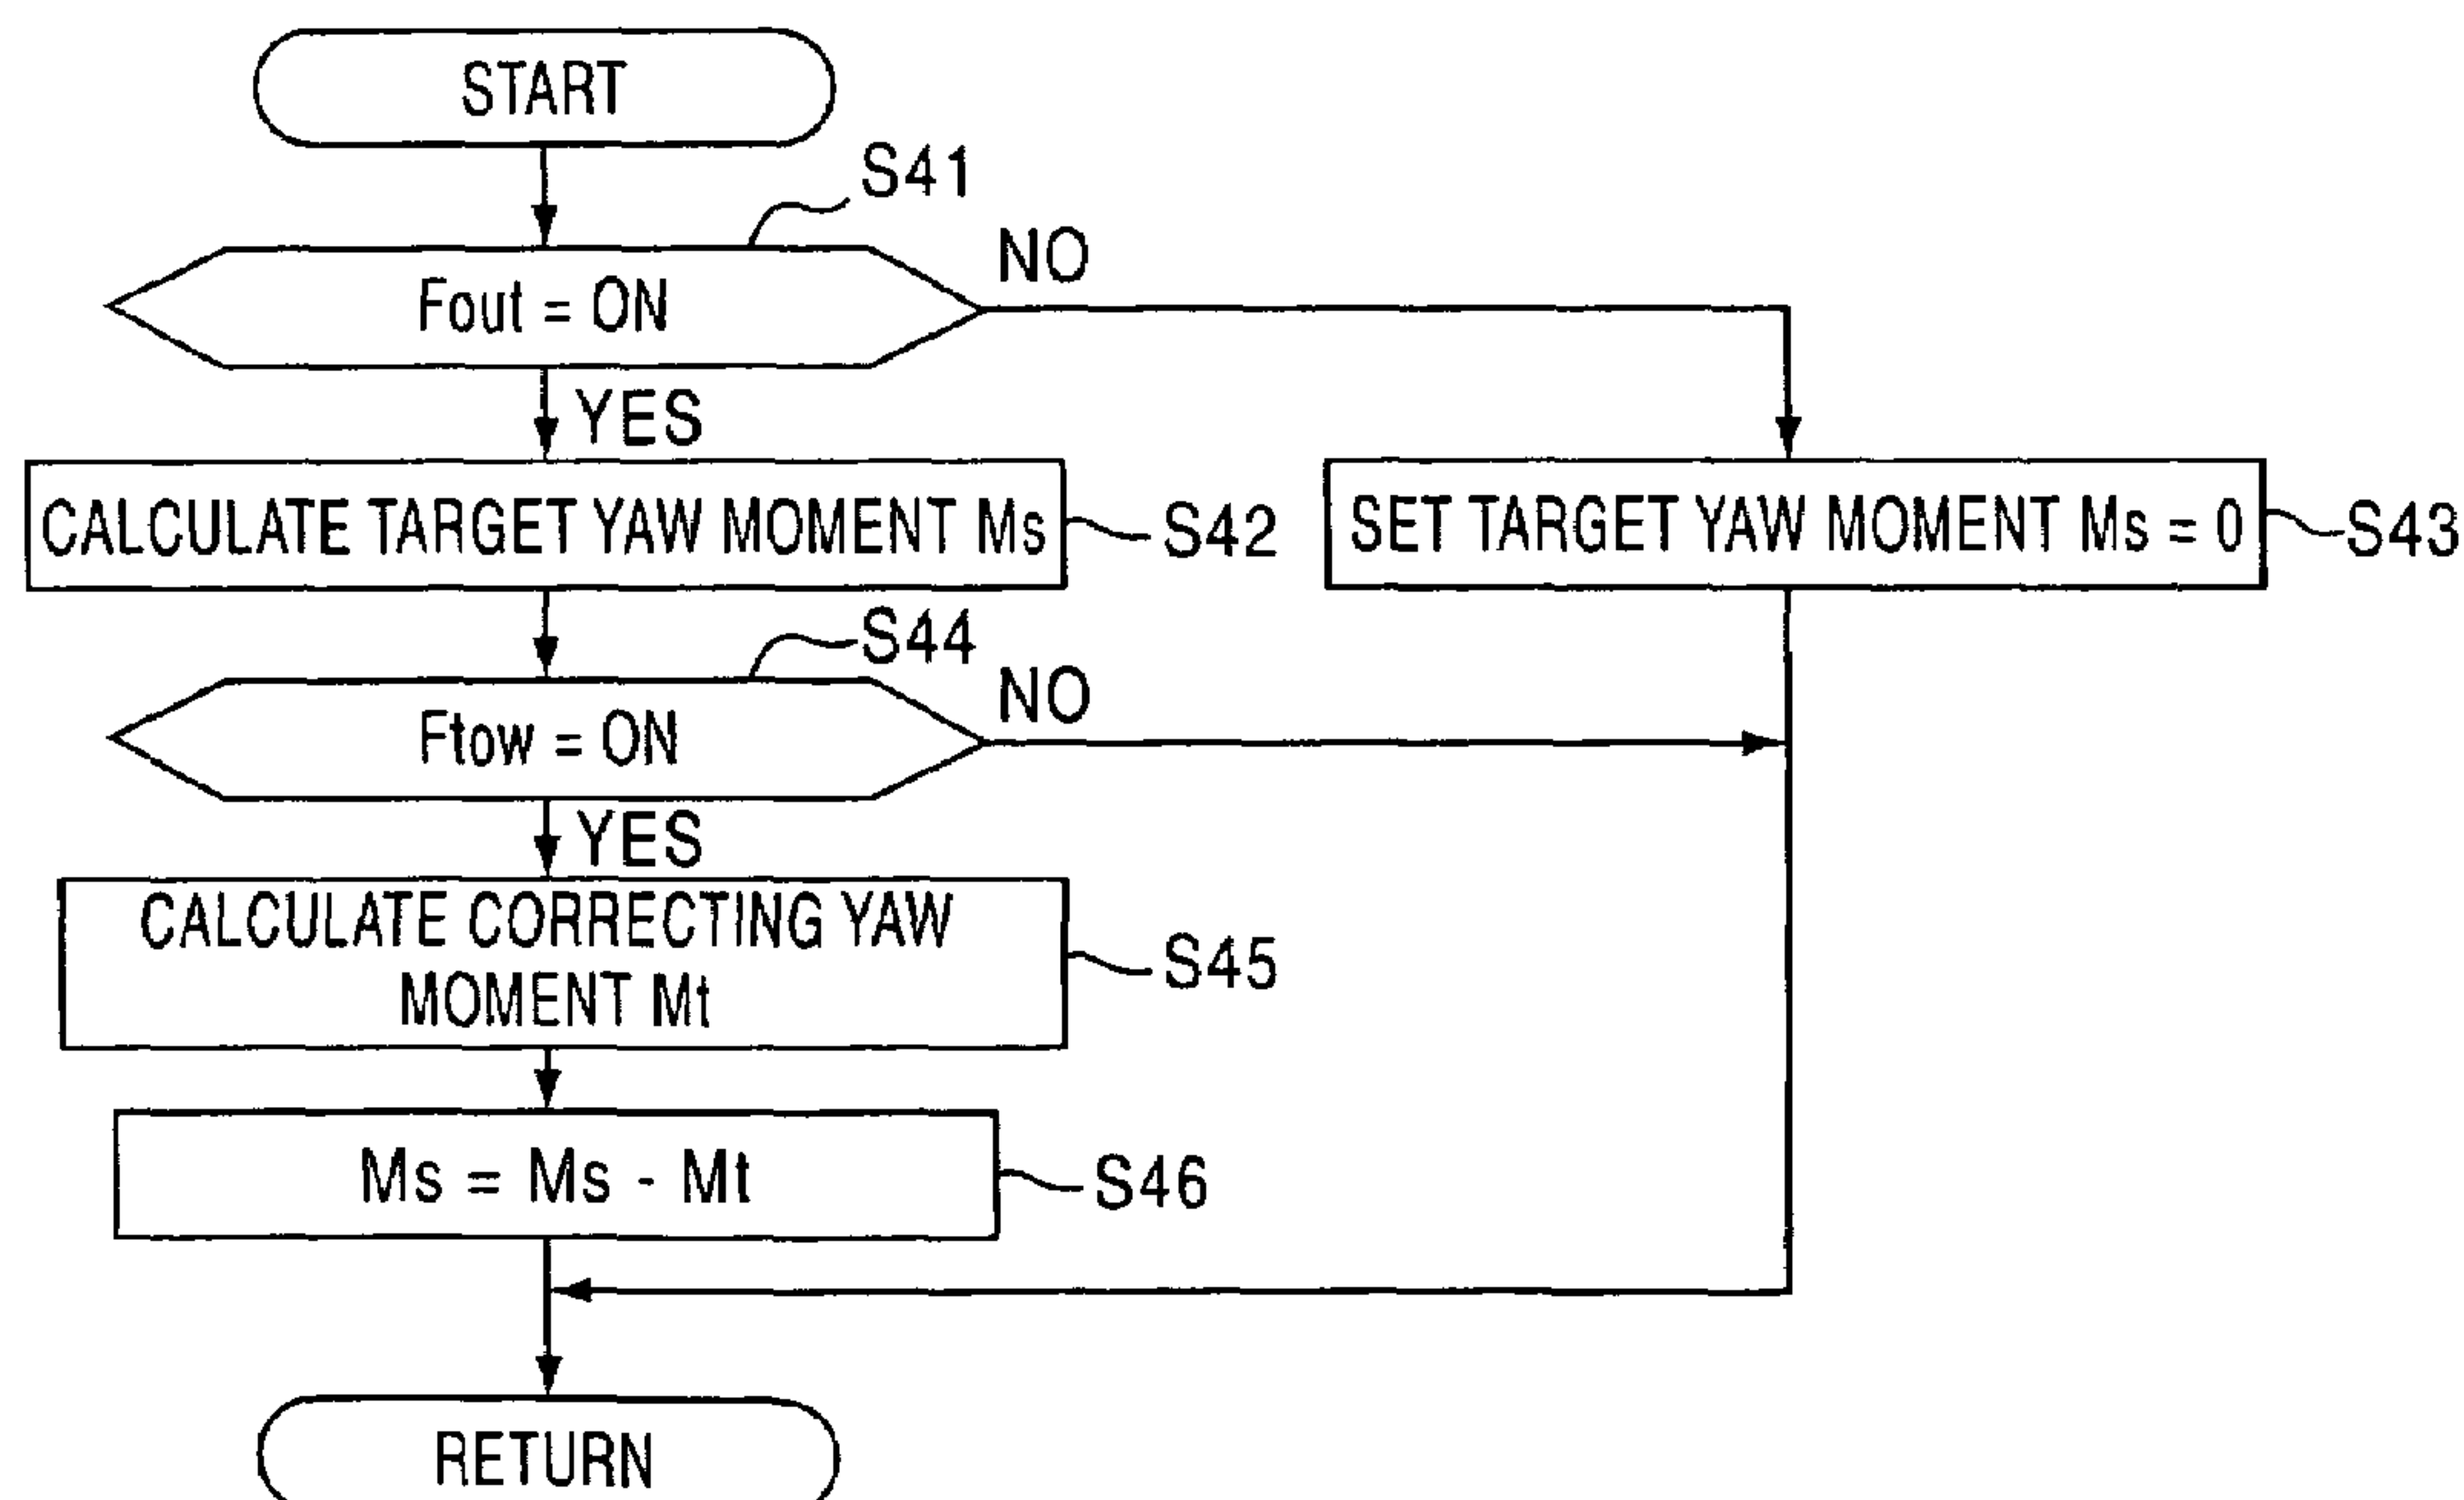 START
S41
Fout = ON
NO
YES
CALCULATE TARGET YAW MOMENT Ms
S42
SET TARGET YAW MOMENT Ms = 0
S43
S44
Ftow = ON
NO
YES
CALCULATE CORRECTING YAW
MOMENT Mt
S45
Ms = Ms - Mt
S46
RETURN